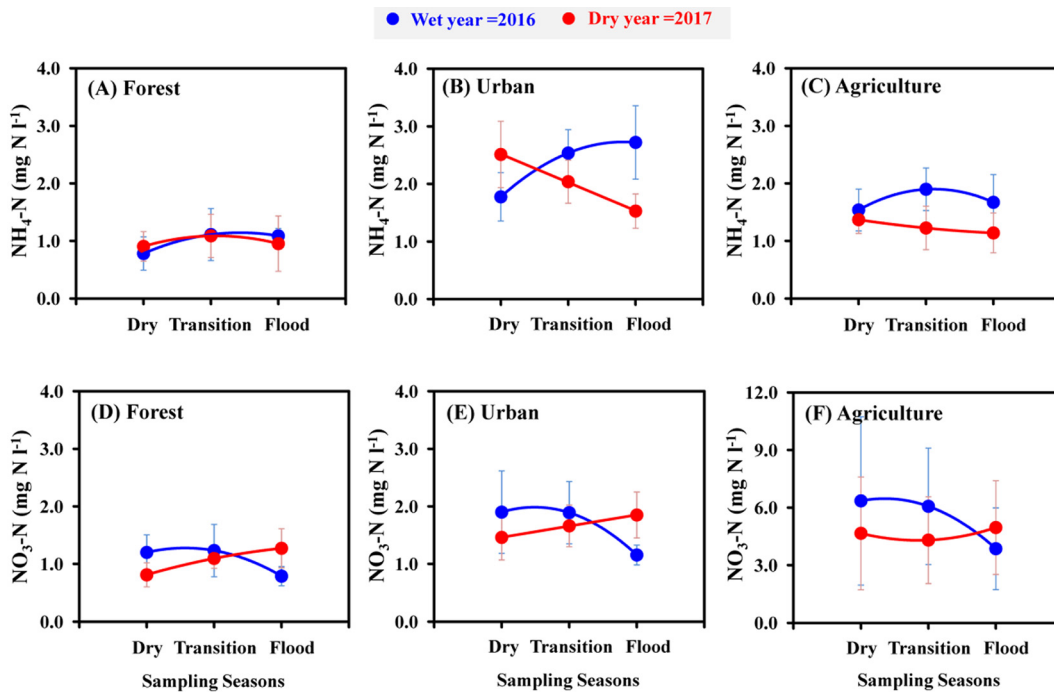 Wet year =2016 Dry year =2017
4.0
3.0
2.0
1.0
0.0
NH₄-N (mg N l⁻¹)
(A) Forest
Dry Transition Flood
4.0
3.0
2.0
1.0
0.0
NH₄-N (mg N l⁻¹)
(B) Urban
Dry Transition Flood
4.0
3.0
2.0
1.0
0.0
NH₄-N (mg N l⁻¹)
(C) Agriculture
Dry Transition Flood
4.0
3.0
2.0
1.0
0.0
NO₃-N (mg N l⁻¹)
(D) Forest
Dry Transition Flood
Sampling Seasons
4.0
3.0
2.0
1.0
0.0
NO₃-N (mg N l⁻¹)
(E) Urban
Dry Transition Flood
Sampling Seasons
12.0
9.0
6.0
3.0
0.0
NO₃-N (mg N l⁻¹)
(F) Agriculture
Dry Transition Flood
Sampling Seasons